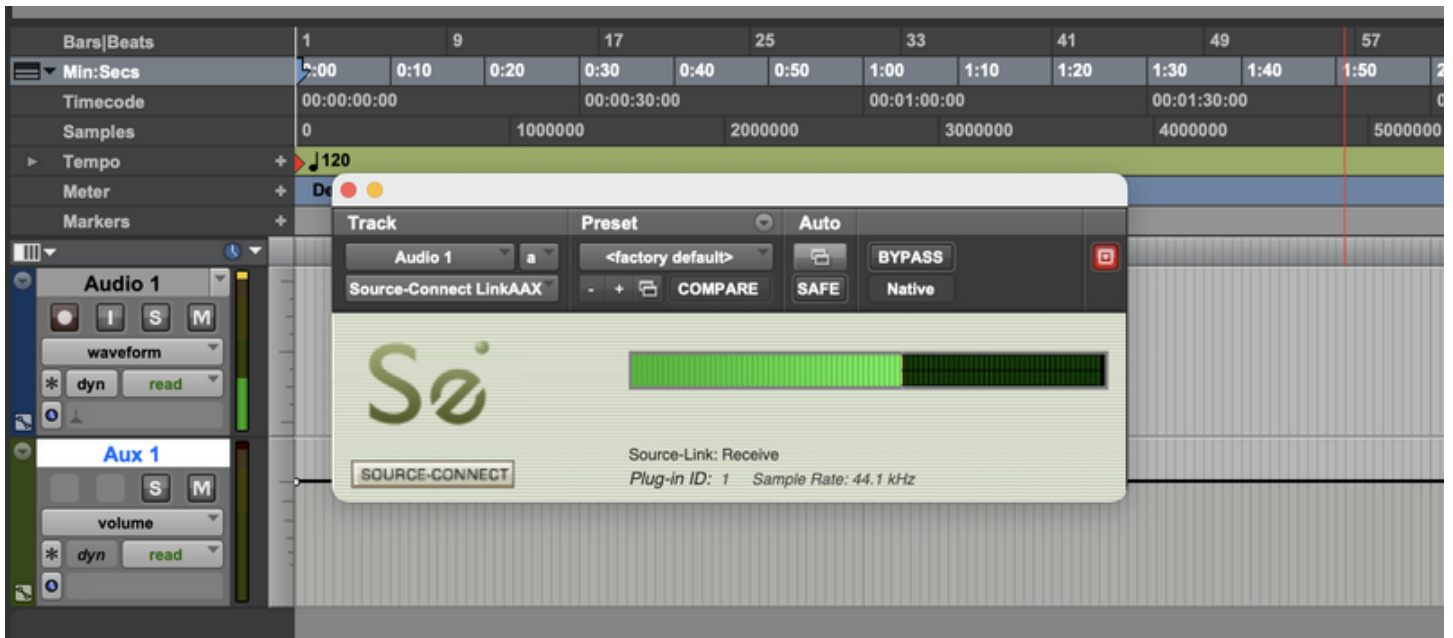 Bars|Beats 1 9 17 25 33 41 49 57
Min:Secs 0:00 0:10 0:20 0:30 0:40 0:50 1:00 1:10 1:20 1:30 1:40 1:50 2
Timecode 00:00:00:00 00:00:30:00 00:01:00:00 00:01:30:00
Samples 0 1000000 2000000 3000000 4000000 5000000
Tempo + 120
Meter + De
Markers +
Track Preset Auto
Audio 1 a <factory default> BYPASS
Source-Connect LinkAAX - + COMPARE SAFE Native
Se
SOURCE-CONNECT
Source-Link: Receive
Plug-in ID: 1 Sample Rate: 44.1 kHz
Audio 1
I S M
waveform
* dyn read
Aux 1
S M
volume
* dyn read